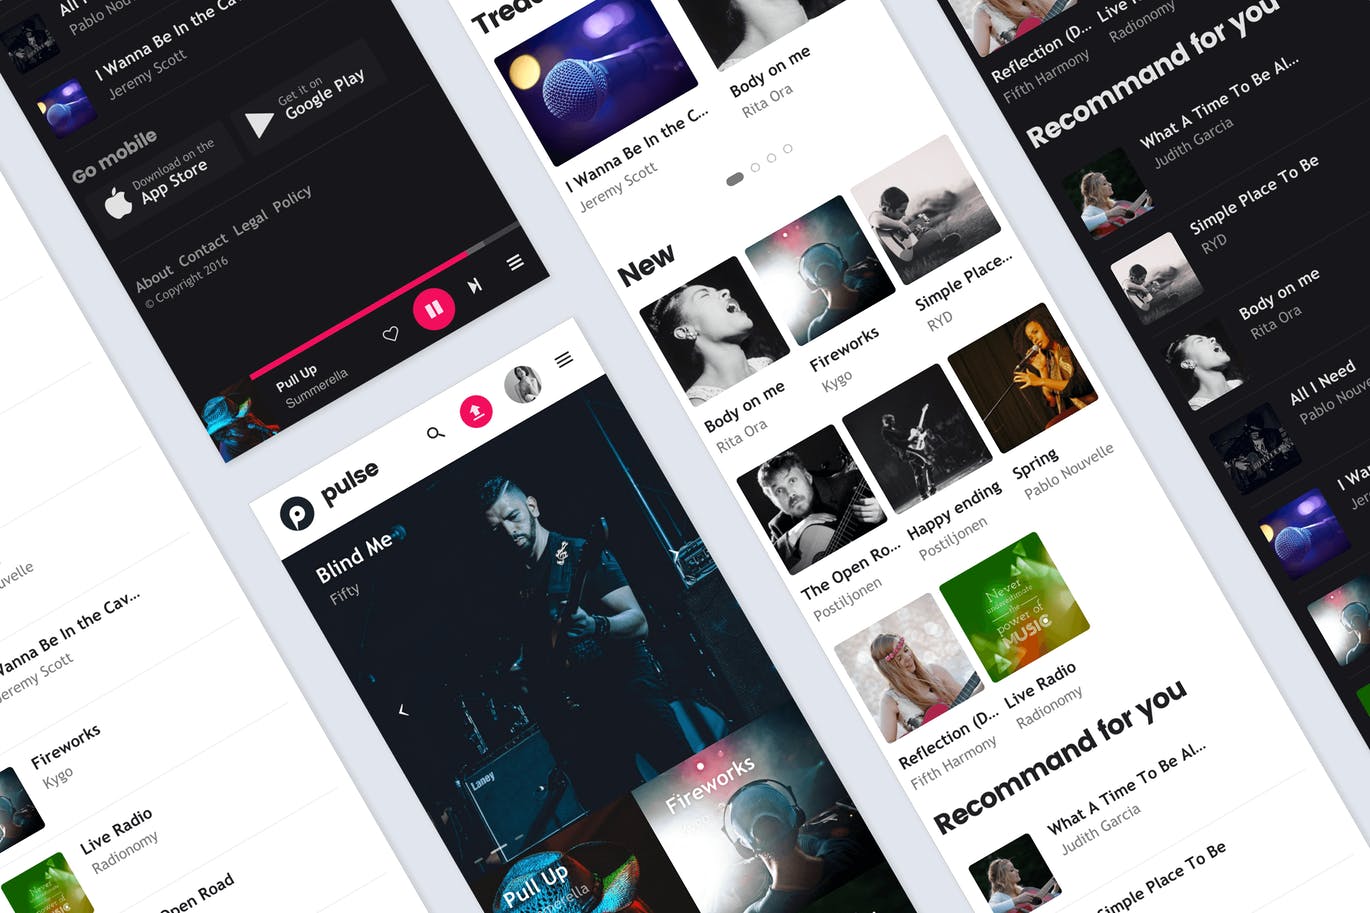 All I
Pablo Nou
I Wanna Be In the Cav...
Jeremy Scott
Go mobile
Download on the
App Store
Get it on
Google Play
About Contact Legal Policy
© Copyright 2016
Pull Up
Summerella
uvelle
Wanna Be In the Cav...
Jeremy Scott
Fireworks
Kygo
Live Radio
Radionomy
Open Road
pulse
Blind Me
Fifty
Laney
Fireworks
Kygo
Pull Up
Summerella
Trede
I Wanna Be In the C...
Jeremy Scott
Body on me
Rita Ora
New
Body on me
Rita Ora
Fireworks
Kygo
Simple Place...
RYD
The Open Ro...
Postiljonen
Happy ending
Postiljonen
Spring
Pablo Nouvelle
Never
underestimate
the
power of
MUSIC
Reflection (D...
Fifth Harmony
Live Radio
Radionomy
Recommand for you
What A Time To Be Al...
Judith Garcia
Simple Place To Be
Reflection (D...
Fifth Harmony
Live R
Radionomy
Recommand for you
What A Time To Be Al...
Judith Garcia
Simple Place To Be
RYD
Body on me
Rita Ora
All I Need
Pablo Nouve
I Wa
Jer